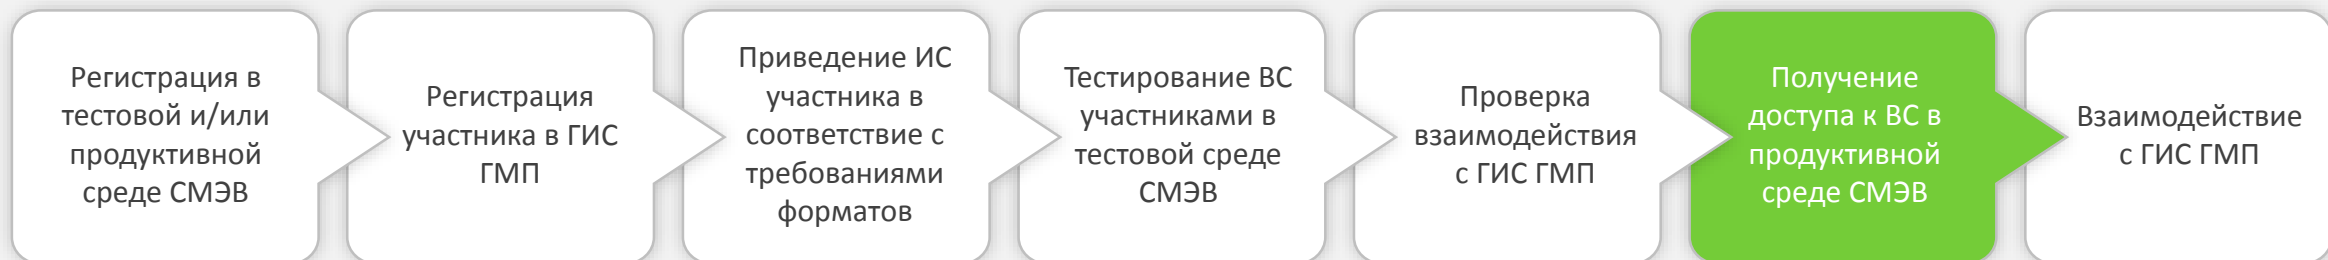 Регистрация в
тестовой и/или
продуктивной
среде СМЭВ
Регистрация
участника в ГИС
ГМП
Приведение ИС
участника в
соответствие с
требованиями
форматов
Тестирование ВС
участниками в
тестовой среде
СМЭВ
Проверка
взаимодействия
с ГИС ГМП
Получение
доступа к ВС в
продуктивной
среде СМЭВ
Взаимодействие
с ГИС ГМП